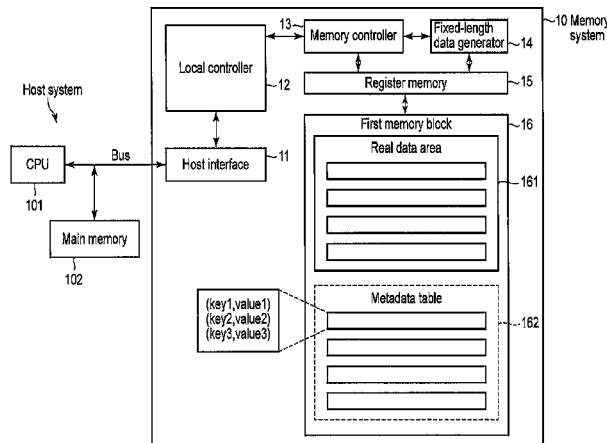 13
Memory controller
Fixed-length
data generator
14
10 Memory
system
Local controller
12
Register memory
15
Host system
First memory block
16
Real data area
161
CPU
101
Bus
Host interface
11
Main memory
102
(key1,value1)
(key2,value2)
(key3,value3)
Metadata table
162